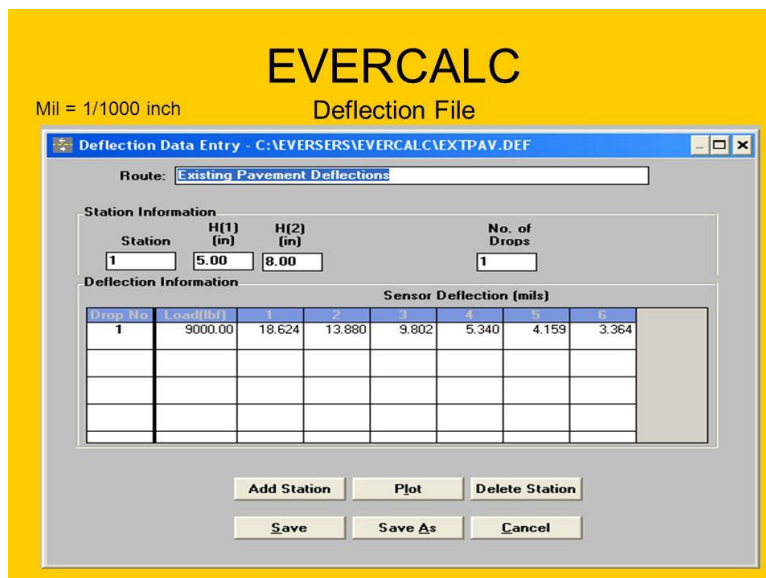 EVERCALC
Mil = 1/1000 inch
Deflection File
Deflection Data Entry - C:\EVERSERS\EVERCALC\EXTPAV.DEF
Route: Existing Pavement Deflections
Station Information
Station H(1) (in) H(2) (in) No. of Drops
1 5.00 8.00 1
Deflection Information
Sensor Deflection (mils)
Drop No Load(lbf) 1 2 3 4 5 6
1 9000.00 18.624 13.880 9.802 5.340 4.159 3.364
Add Station Plot Delete Station
Save Save As Cancel